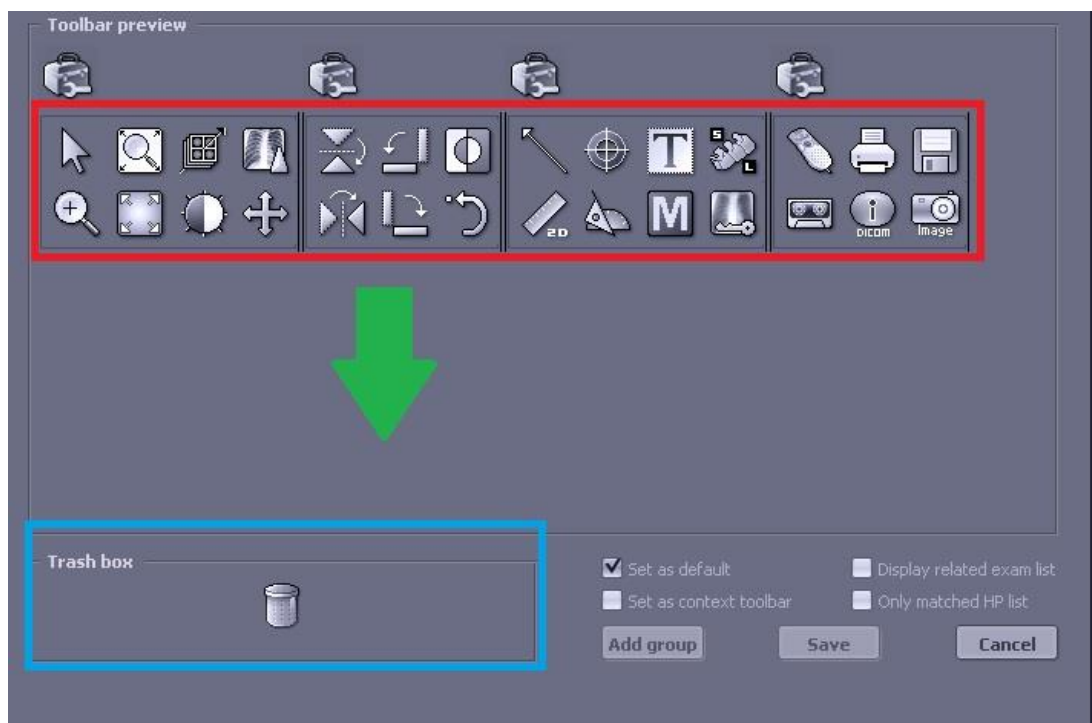 Toolbar preview
T
S
L
2D
M
i
DICOM
Image
Trash box
Set as default
Display related exam list
Set as context toolbar
Only matched HP list
Add group
Save
Cancel